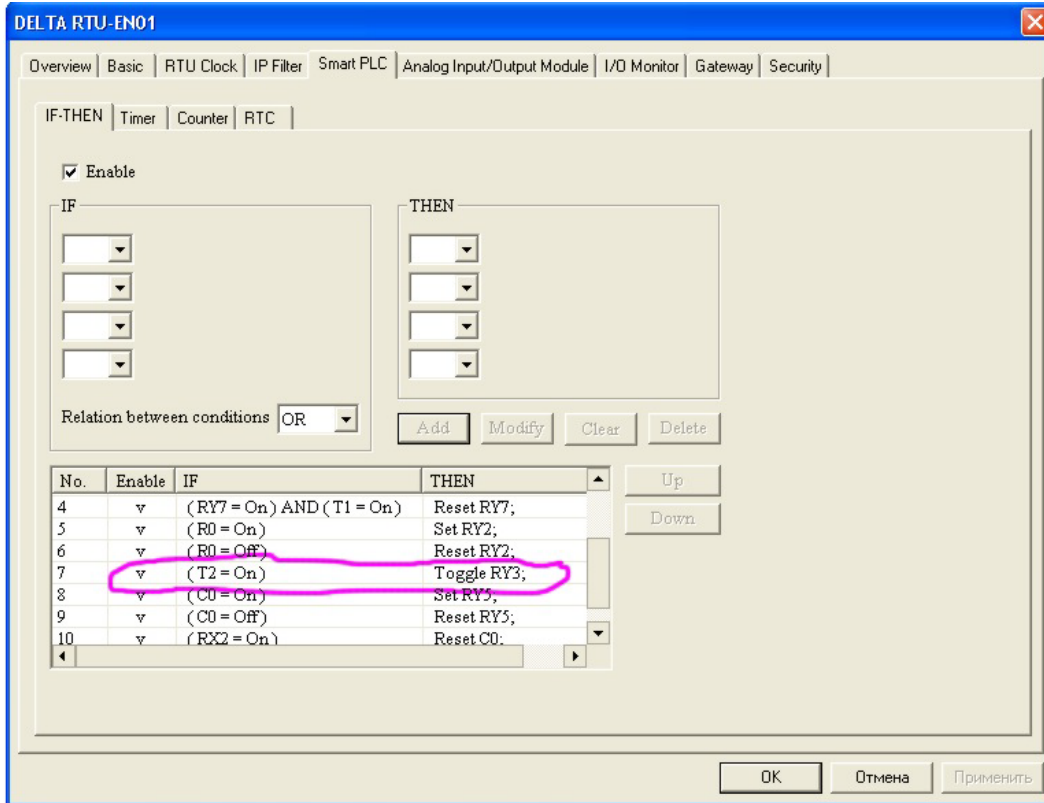 DELTA RTU-EN01
Overview Basic RTU Clock IP Filter Smart PLC Analog Input/Output Module I/O Monitor Gateway Security
IF-THEN Timer Counter RTC
Enable
IF THEN
Relation between conditions OR
Add Modify Clear Delete
No. Enable IF THEN
Up
4 v (RY7 = On) AND (T1 = On) Reset RY7;
5 v (R0 = On) Set RY2;
Down
6 v (R0 = Off) Reset RY2;
7 v (T2 = On) Toggle RY3;
8 v (C0 = On) Set RY5;
9 v (C0 = Off) Reset RY5;
10 v (RX2 = On) Reset C0;
OK Отмена Применить